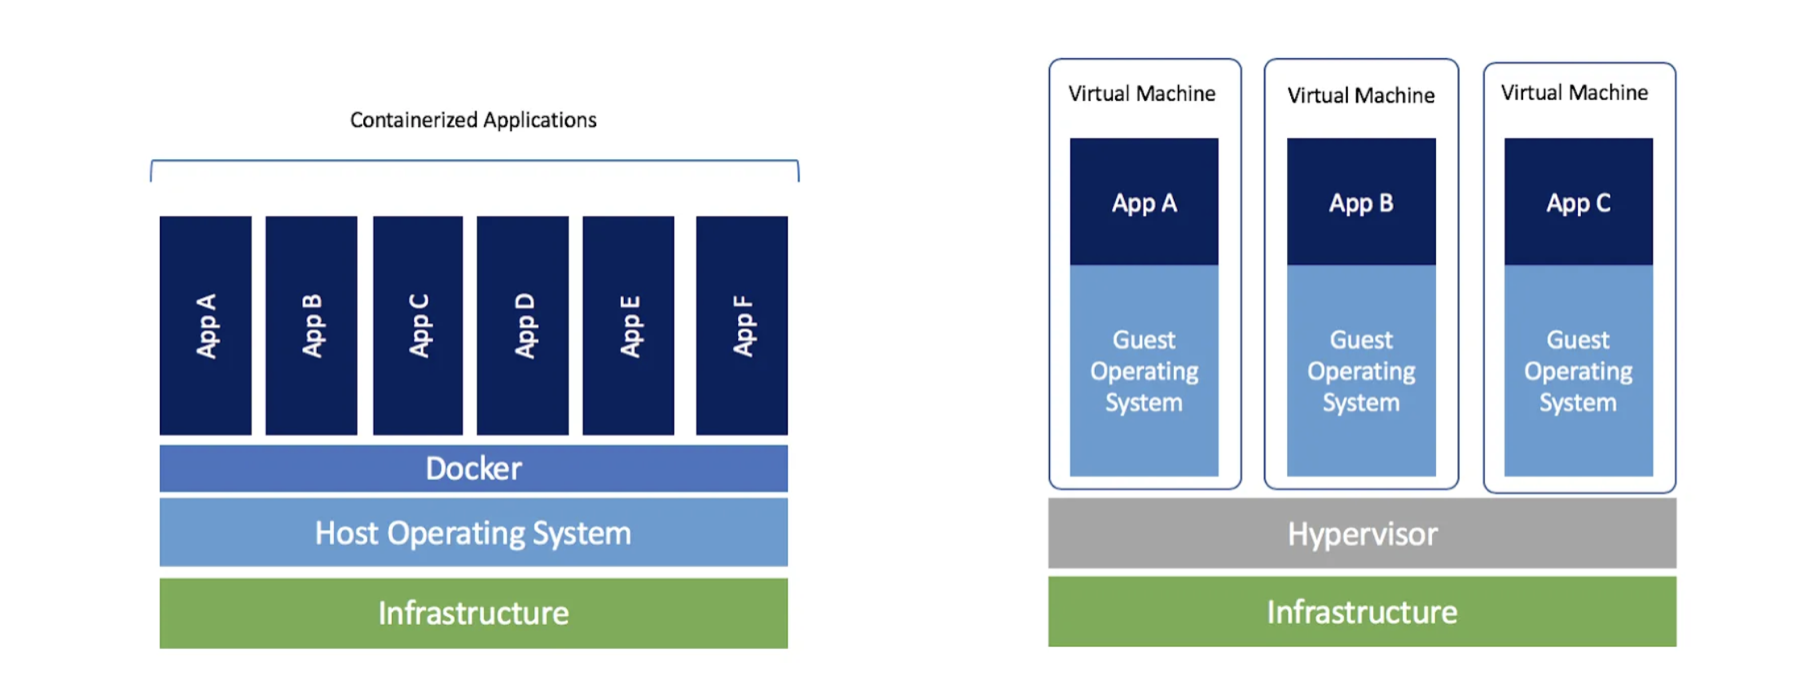 Containerized Applications
App A
App B
App C
App D
App E
App F
Docker
Host Operating System
Infrastructure
Virtual Machine
App A
Guest
Operating
System
Virtual Machine
App B
Guest
Operating
System
Virtual Machine
App C
Guest
Operating
System
Hypervisor
Infrastructure